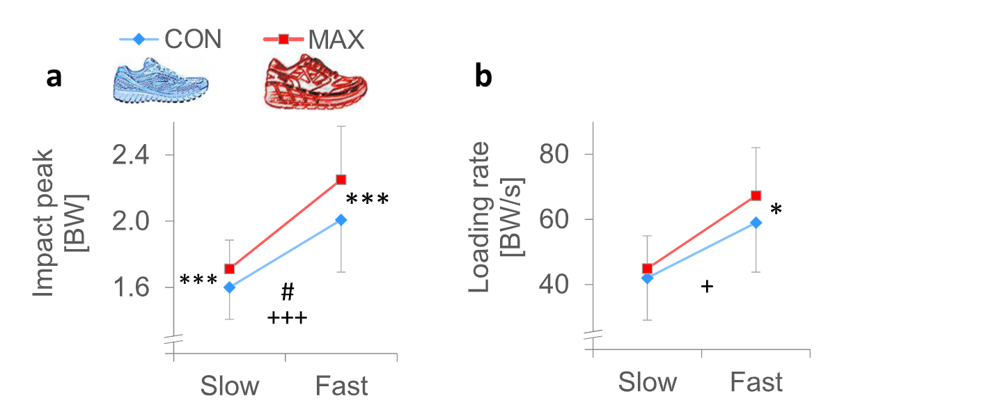 CON MAX
a
b
Impact peak
[BW]
2.4
2.0
1.6
***
***
#
+++
Slow Fast
Loading rate
[BW/s]
80
60
40
*
+
Slow Fast